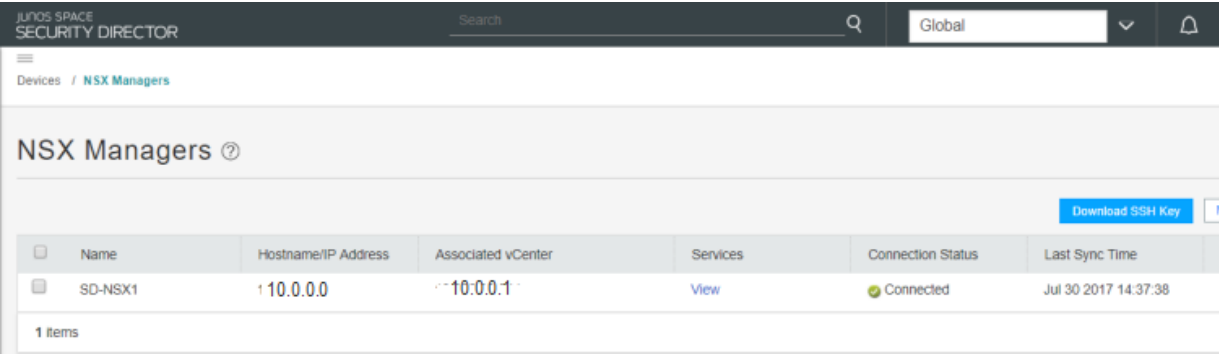 JUNOS SPACE
SECURITY DIRECTOR
Search
Global
Devices / NSX Managers
NSX Managers ?
Download SSH Key
Name Hostname/IP Address Associated vCenter Services Connection Status Last Sync Time
SD-NSX1 10.0.0.0 10.0.0.1 View Connected Jul 30 2017 14:37:38
1 items